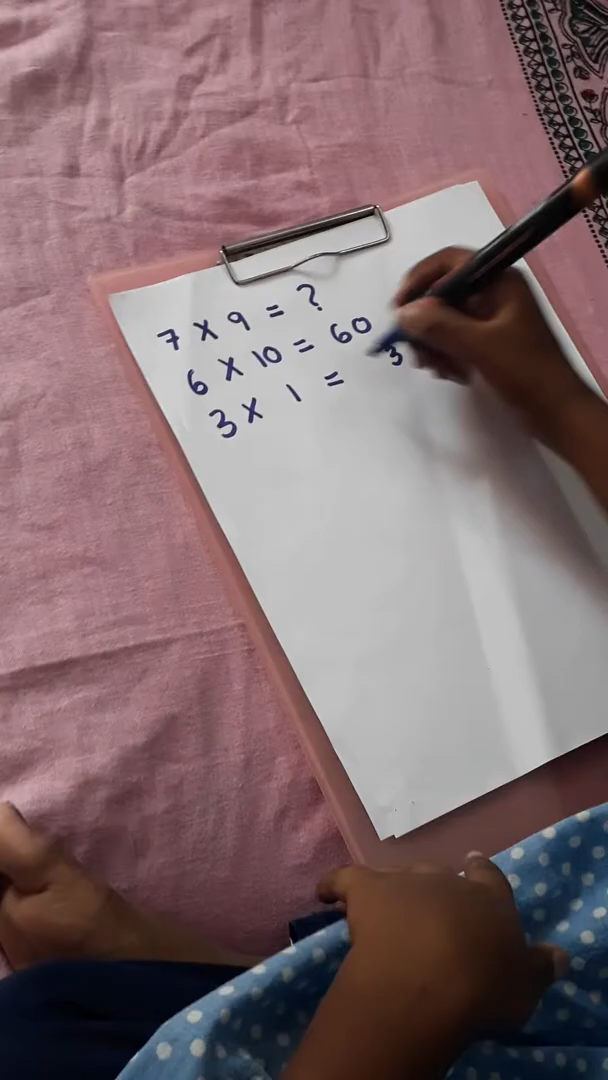 7 x 9 = ?
6 x 10 = 60
3 x 1 = 3